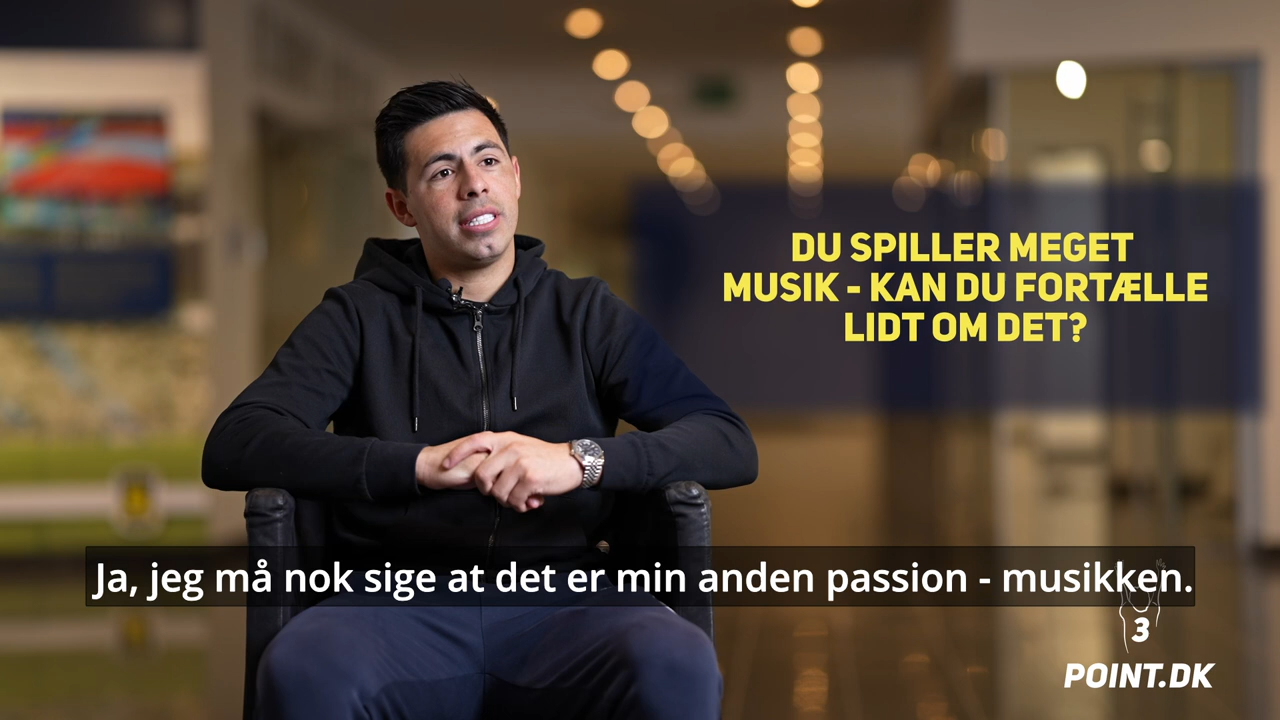 DU SPILLER MEGET
MUSIK - KAN DU FORTÆLLE
LIDT OM DET?
Ja, jeg må nok sige at det er min anden passion - musikken.
3
POINT.DK